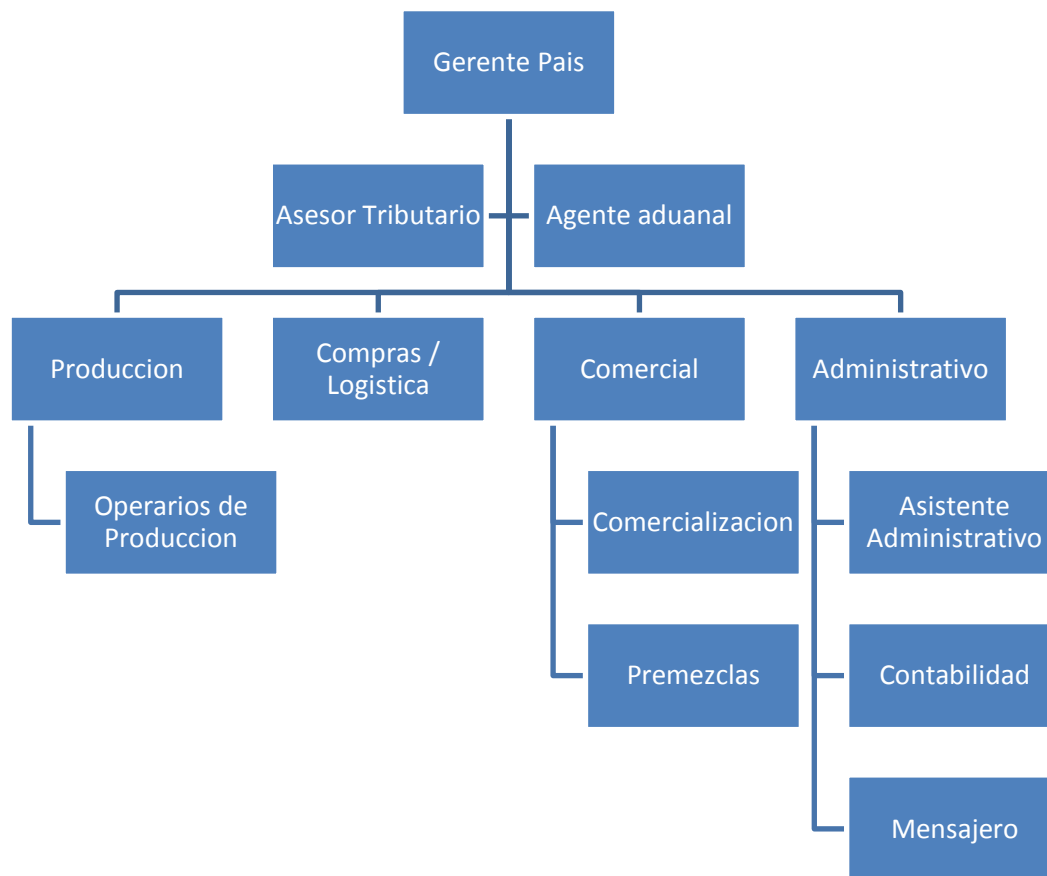 Gerente Pais
Asesor Tributario
Agente aduanal
Produccion
Compras /
Logistica
Comercial
Administrativo
Operarios de
Produccion
Comercializacion
Asistente
Administrativo
Premezclas
Contabilidad
Mensajero